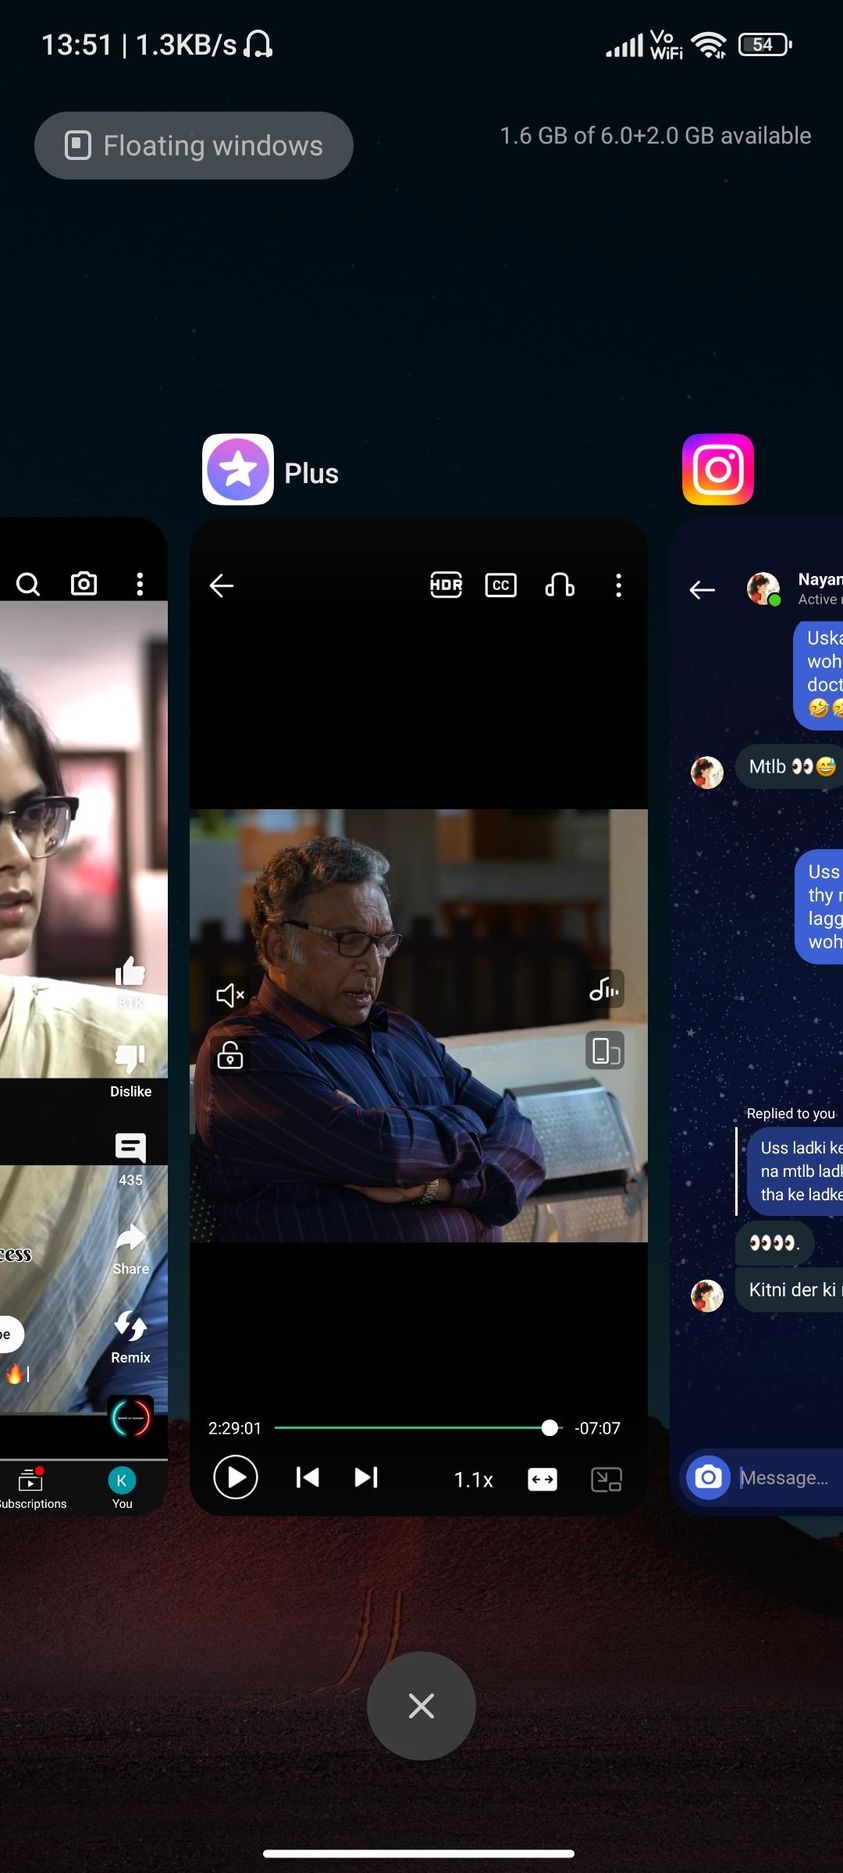 13:51 | 1.3KB/s
Vo
WiFi
54
Floating windows
1.6 GB of 6.0+2.0 GB available
Plus
HDR
CC
81K
Dislike
435
Share
Remix
cess
be
Subscriptions
K
You
2:29:01
-07:07
1.1x
Nayan
Active
Uska
woh
doct
🤣
Mtlb 👀😅
Uss
thy
lagg
woh
Replied to you
Uss ladki ke
na mtlb lad
tha ke ladke
👀👀.
Kitni der ki
Message...